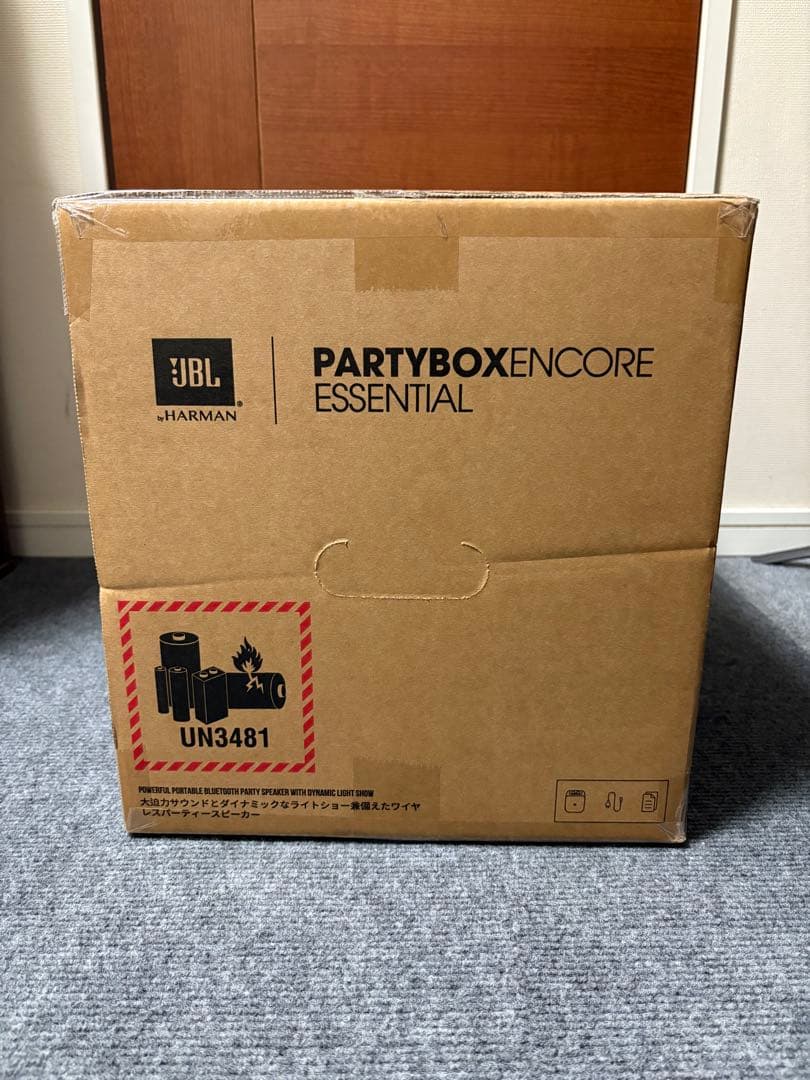 JBL®
by HARMAN
PARTYBOXENCORE
ESSENTIAL
UN3481
POWERFUL PORTABLE BLUETOOTH PARTY SPEAKER WITH DYNAMIC LIGHT SHOW
大迫力サウンドとダイナミックなライトショー兼備えたワイヤ
レスパーティースピーカー